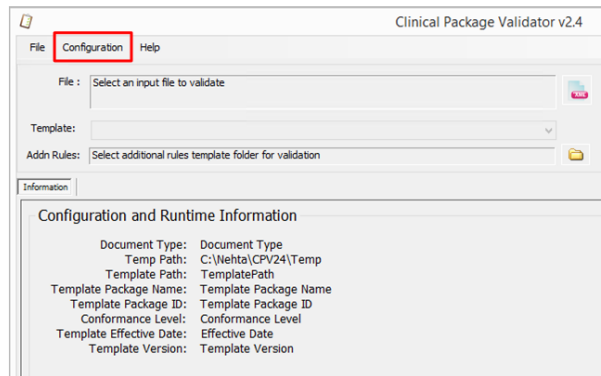 Clinical Package Validator v2.4
File Configuration Help
File : Select an input file to validate
XML
Template:
Addn Rules: Select additional rules template folder for validation
Information
Configuration and Runtime Information
Document Type: Document Type
Temp Path: C:\Nehta\CPV24\Temp
Template Path: TemplatePath
Template Package Name: Template Package Name
Template Package ID: Template Package ID
Conformance Level: Conformance Level
Template Effective Date: Effective Date
Template Version: Template Version